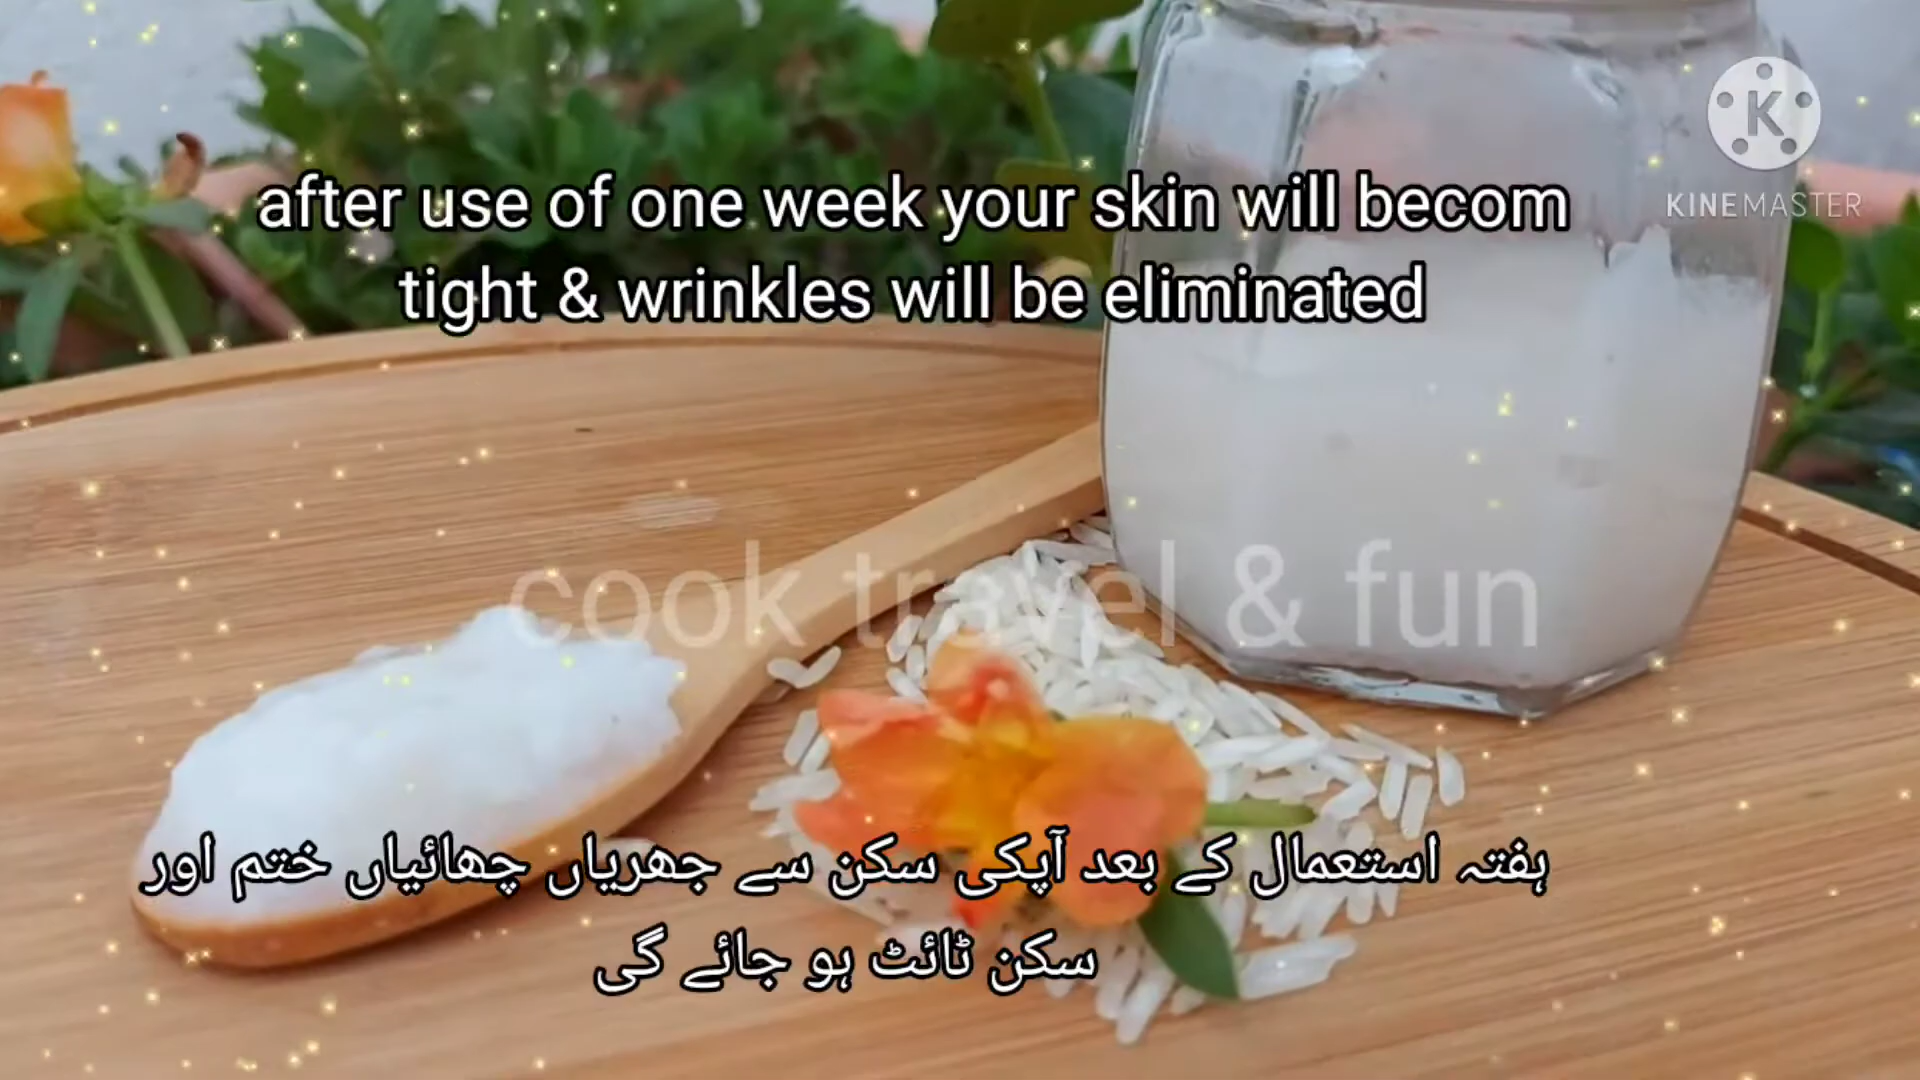 after use of one week your skin will becom
tight & wrinkles will be eliminated
K
KINEMASTER
cook travel & fun
ہفتہ استعمال کے بعد آپکی سکن سے جھریاں چھائیاں ختم اور
سکن ٹائٹ ہو جائے گی